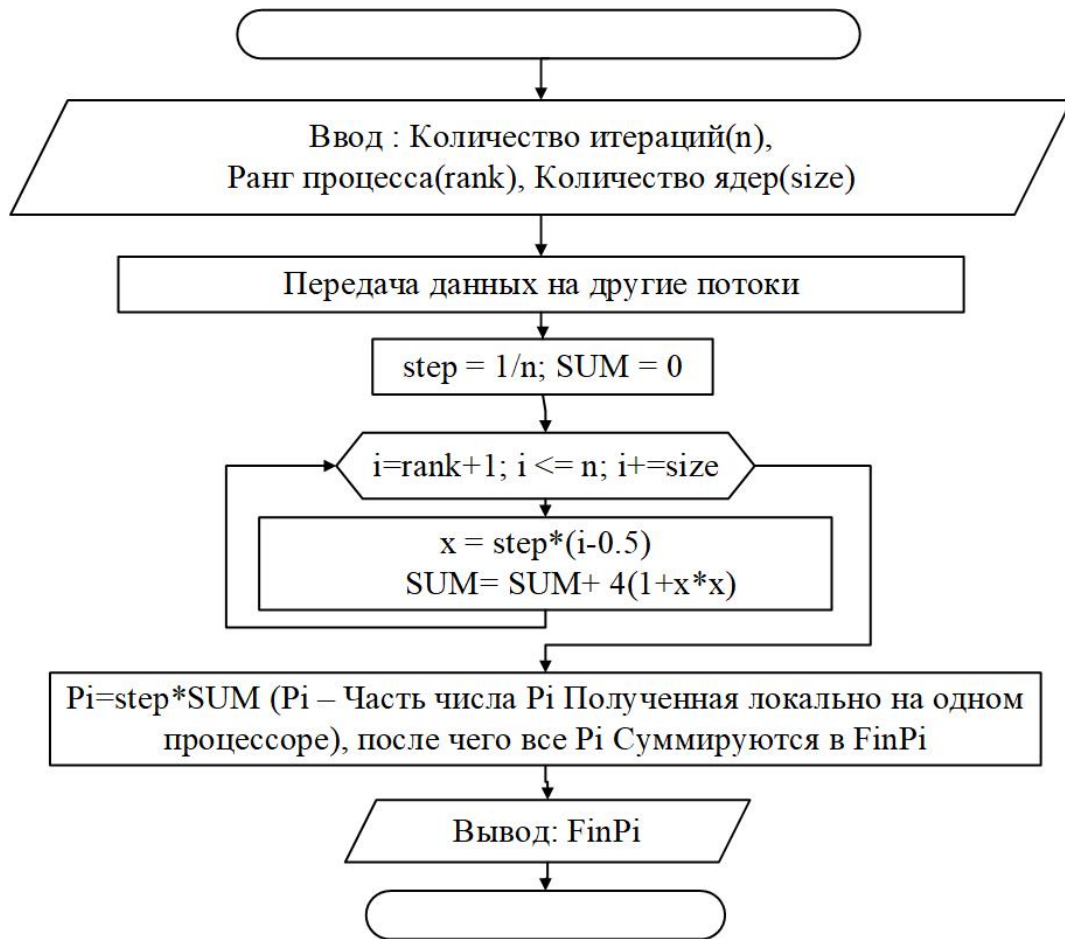 Ввод : Количество итераций(n),
Ранг процесса(rank), Количество ядер(size)
Передача данных на другие потоки
step = 1/n; SUM = 0
i=rank+1; i <= n; i+=size
x = step*(i-0.5)
SUM= SUM+ 4(1+x*x)
Pi=step*SUM (Pi – Часть числа Pi Полученная локально на одном
процессоре), после чего все Pi Суммируются в FinPi
Вывод: FinPi